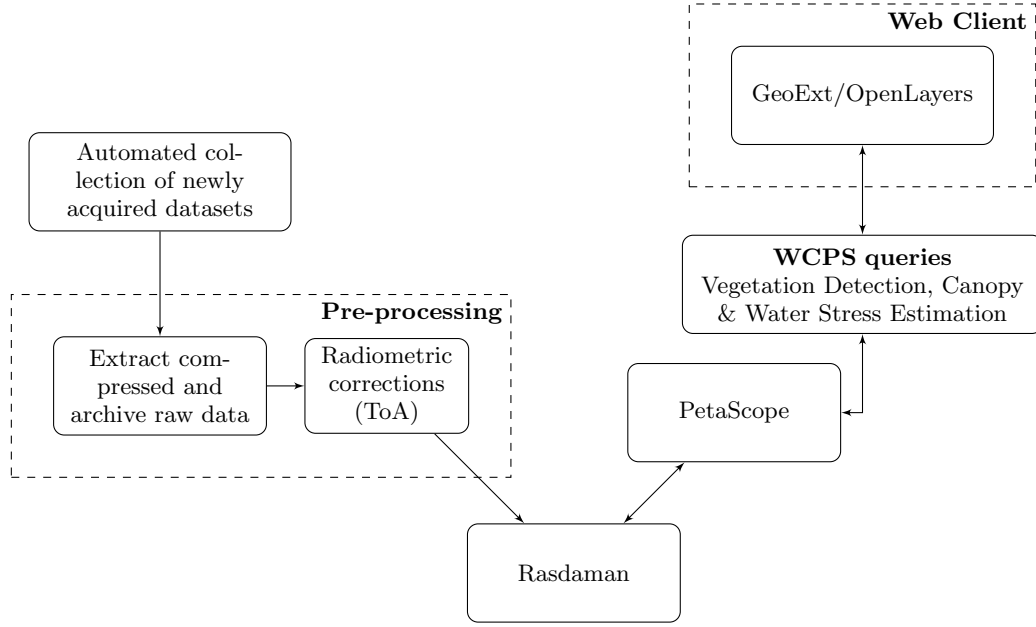 Web Client
GeoExt/OpenLayers
Automated col-
lection of newly
acquired datasets
WCPS queries
Vegetation Detection, Canopy
& Water Stress Estimation
Pre-processing
Extract com-
pressed and
archive raw data
Radiometric
corrections
(ToA)
PetaScope
Rasdaman